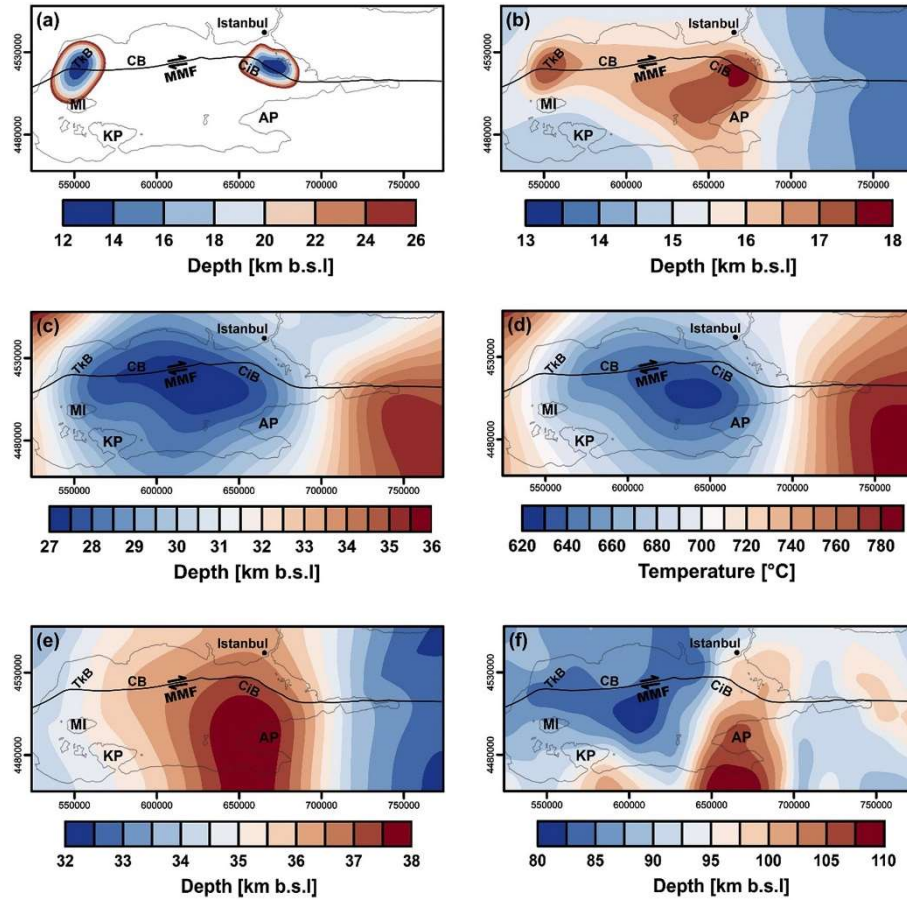 (a)
Istanbul
TkB
CB
MMF
CiB
MI
KP
AP
4530000
4480000
550000 600000 650000 700000 750000
12 14 16 18 20 22 24 26
Depth [km b.s.l]
(b)
Istanbul
TkB
CB
MMF
CiB
MI
KP
AP
4530000
4480000
550000 600000 650000 700000 750000
13 14 15 16 17 18
Depth [km b.s.l]
(c)
Istanbul
TkB
CB
MMF
CiB
MI
KP
AP
4530000
4480000
550000 600000 650000 700000 750000
27 28 29 30 31 32 33 34 35 36
Depth [km b.s.l]
(d)
Istanbul
TkB
CB
MMF
CiB
MI
KP
AP
4530000
4480000
550000 600000 650000 700000 750000
620 640 660 680 700 720 740 760 780
Temperature [°C]
(e)
Istanbul
TkB
CB
MMF
CiB
MI
KP
AP
4530000
4480000
550000 600000 650000 700000 750000
32 33 34 35 36 37 38
Depth [km b.s.l]
(f)
Istanbul
TkB
CB
MMF
CiB
MI
KP
AP
4530000
4480000
550000 600000 650000 700000 750000
80 85 90 95 100 105 110
Depth [km b.s.l]